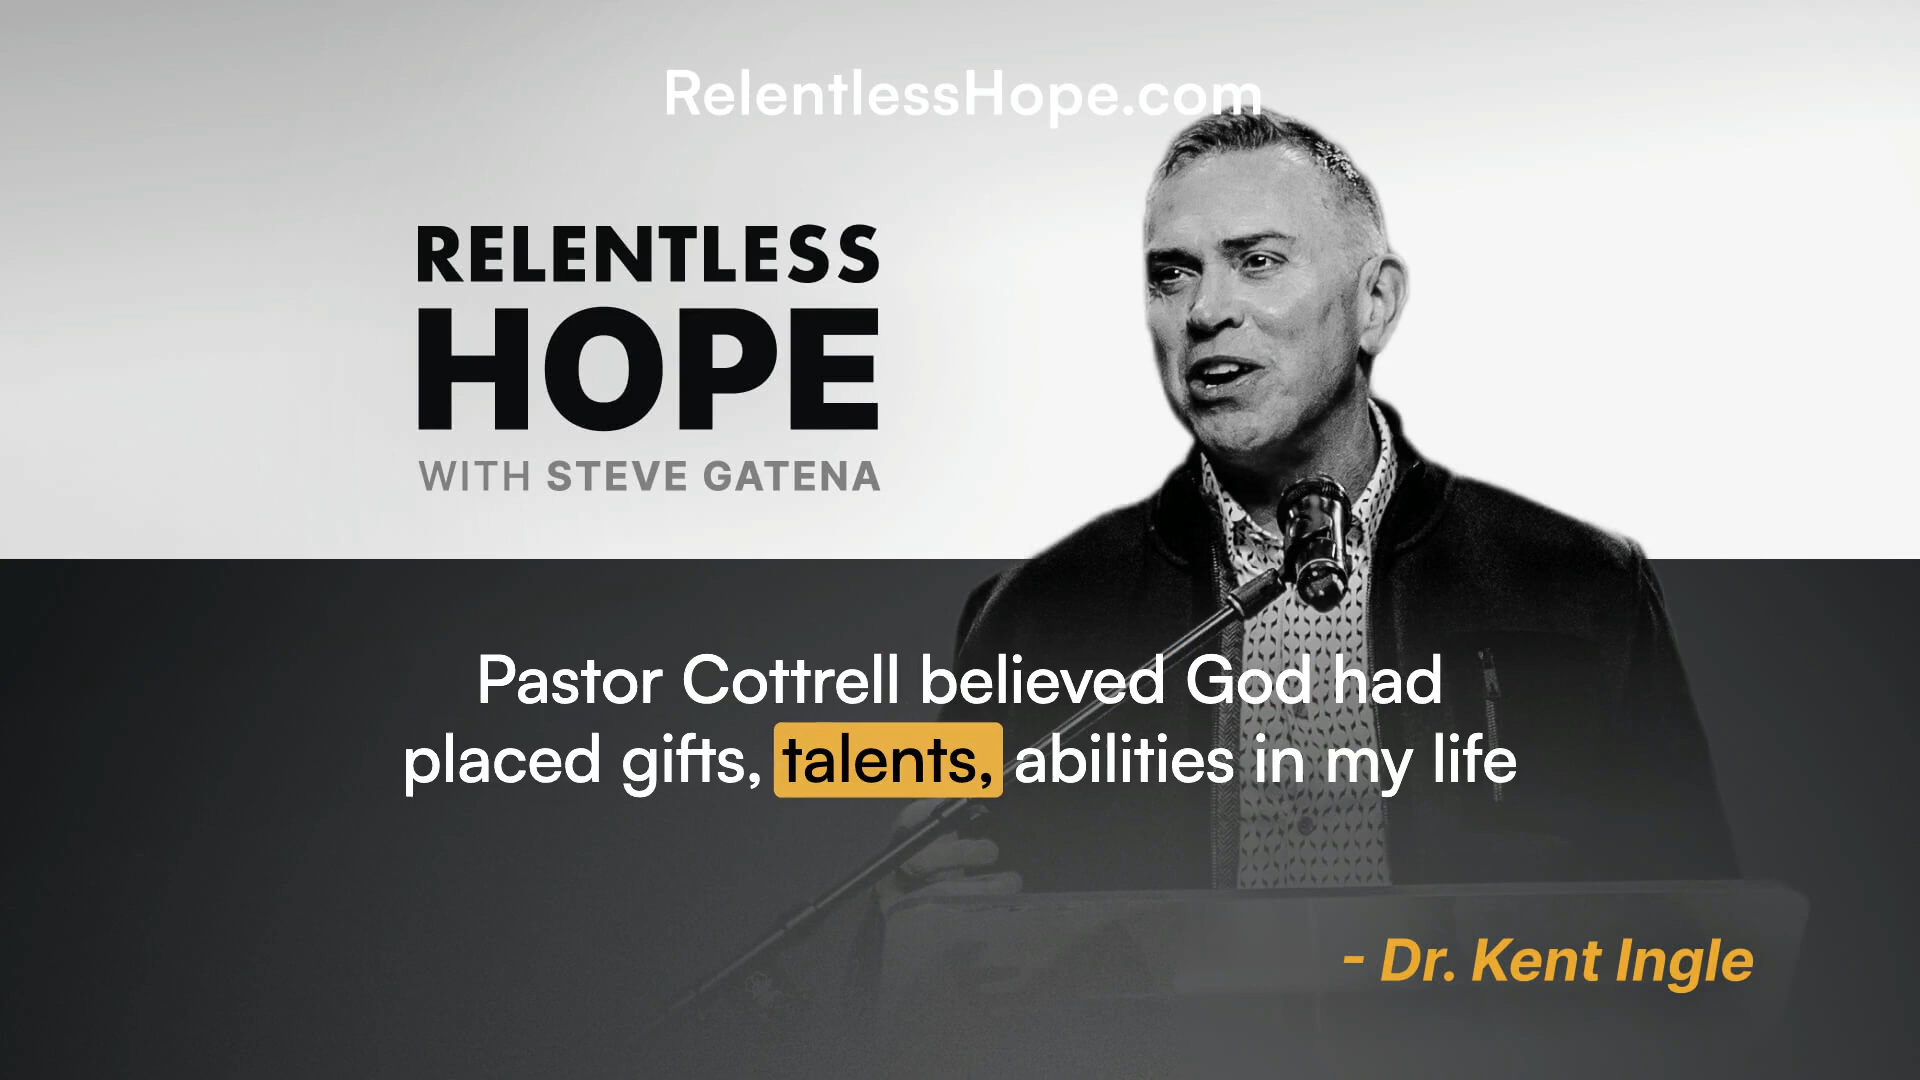 RelentlessHope.com
RELENTLESS
HOPE
WITH STEVE GATENA
Pastor Cottrell believed God had
placed gifts, talents, abilities in my life
- Dr. Kent Ingle